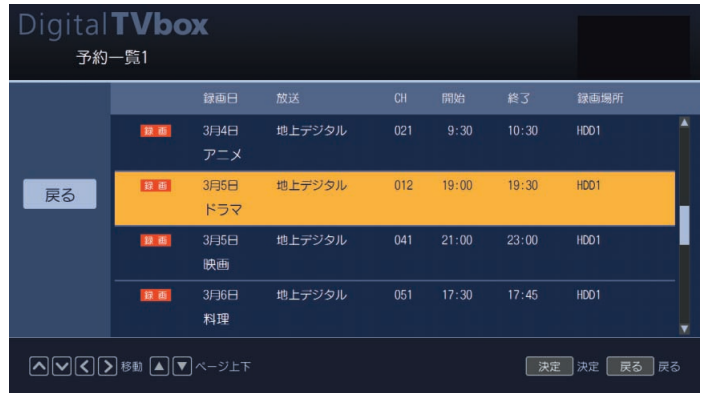 Digital TVbox
予約一覧1
録画日 放送 CH 開始 終了 録画場所
録画 3月4日 地上デジタル 021 9:30 10:30 HDD1
アニメ
戻る
録画 3月5日 地上デジタル 012 19:00 19:30 HDD1
ドラマ
録画 3月5日 地上デジタル 041 21:00 23:00 HDD1
映画
録画 3月6日 地上デジタル 051 17:30 17:45 HDD1
料理
移動 ページ上下 決定 決定 戻る 戻る